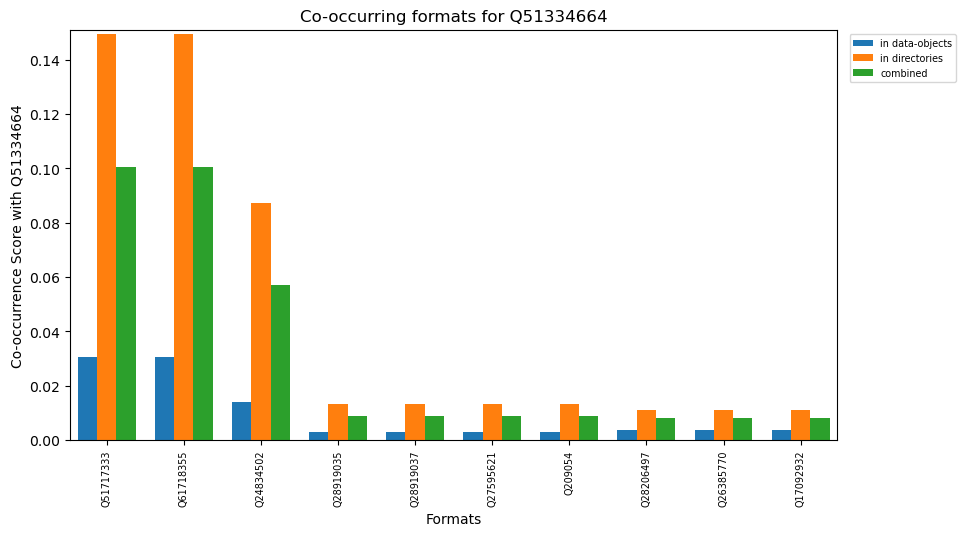 Co-occurring formats for Q51334664
in data-objects
in directories
combined
Co-occurrence Score with Q51334664
0.14
0.12
0.10
0.08
0.06
0.04
0.02
0.00
Q51717333
Q61718355
Q24834502
Q28919035
Q28919037
Q27595621
Q209054
Q28206497
Q26385770
Q17092932
Formats